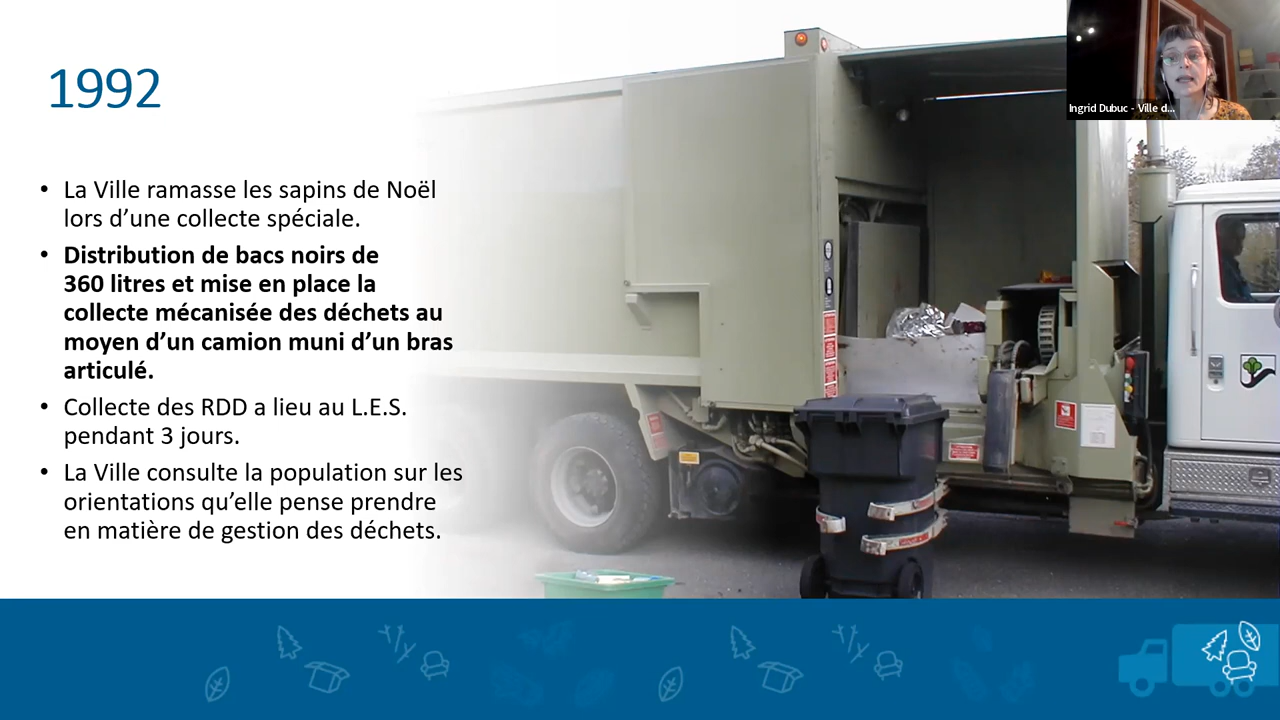 1992
Ingrid Dubuc - Ville d...
• La Ville ramasse les sapins de Noël
lors d’une collecte spéciale.
• Distribution de bacs noirs de
360 litres et mise en place la
collecte mécanisée des déchets au
moyen d’un camion muni d’un bras
articulé.
• Collecte des RDD a lieu au L.E.S.
pendant 3 jours.
• La Ville consulte la population sur les
orientations qu’elle pense prendre
en matière de gestion des déchets.